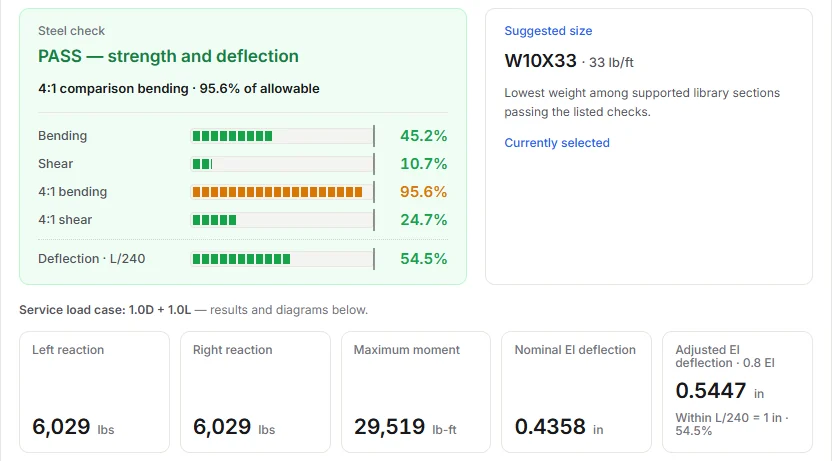 Steel check
PASS — strength and deflection
4:1 comparison bending · 95.6% of allowable
Bending 45.2%
Shear 10.7%
4:1 bending 95.6%
4:1 shear 24.7%
Deflection · L/240 54.5%
Suggested size
W10X33 · 33 lb/ft
Lowest weight among supported library sections
passing the listed checks.
Currently selected
Service load case: 1.0D + 1.0L — results and diagrams below.
Left reaction
6,029 lbs
Right reaction
6,029 lbs
Maximum moment
29,519 lb-ft
Nominal EI deflection
0.4358 in
Adjusted EI
deflection · 0.8 EI
0.5447 in
Within L/240 = 1 in ·
54.5%